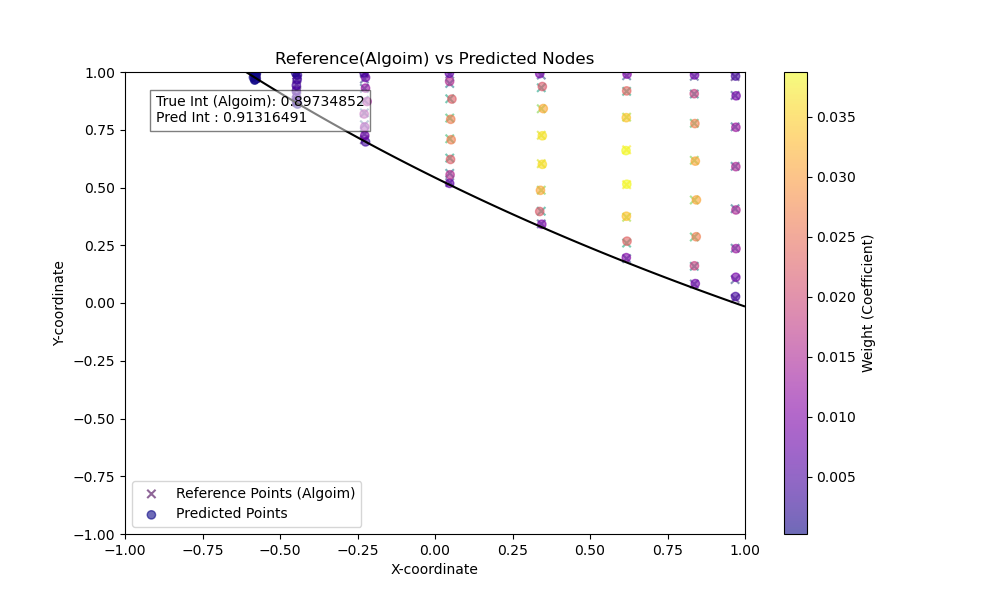 Reference(Algoim) vs Predicted Nodes
True Int (Algoim): 0.89734852
Pred Int : 0.91316491
Y-coordinate
1.00
0.75
0.50
0.25
0.00
−0.25
−0.50
−0.75
−1.00
Reference Points (Algoim)
Predicted Points
−1.00 −0.75 −0.50 −0.25 0.00 0.25 0.50 0.75 1.00
X-coordinate
0.035
0.030
0.025
0.020
0.015
0.010
0.005
Weight (Coefficient)